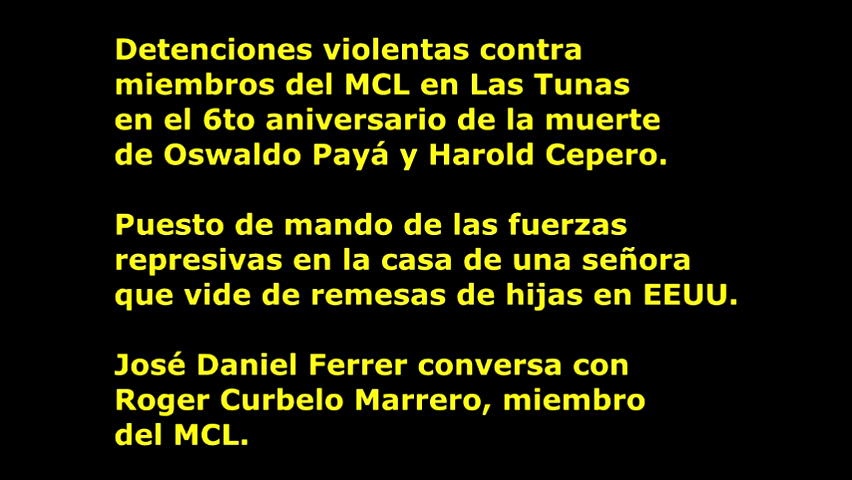 Detenciones violentas contra
miembros del MCL en Las Tunas
en el 6to aniversario de la muerte
de Oswaldo Payá y Harold Cepero.
Puesto de mando de las fuerzas
represivas en la casa de una señora
que vide de remesas de hijas en EEUU.
José Daniel Ferrer conversa con
Roger Curbelo Marrero, miembro
del MCL.